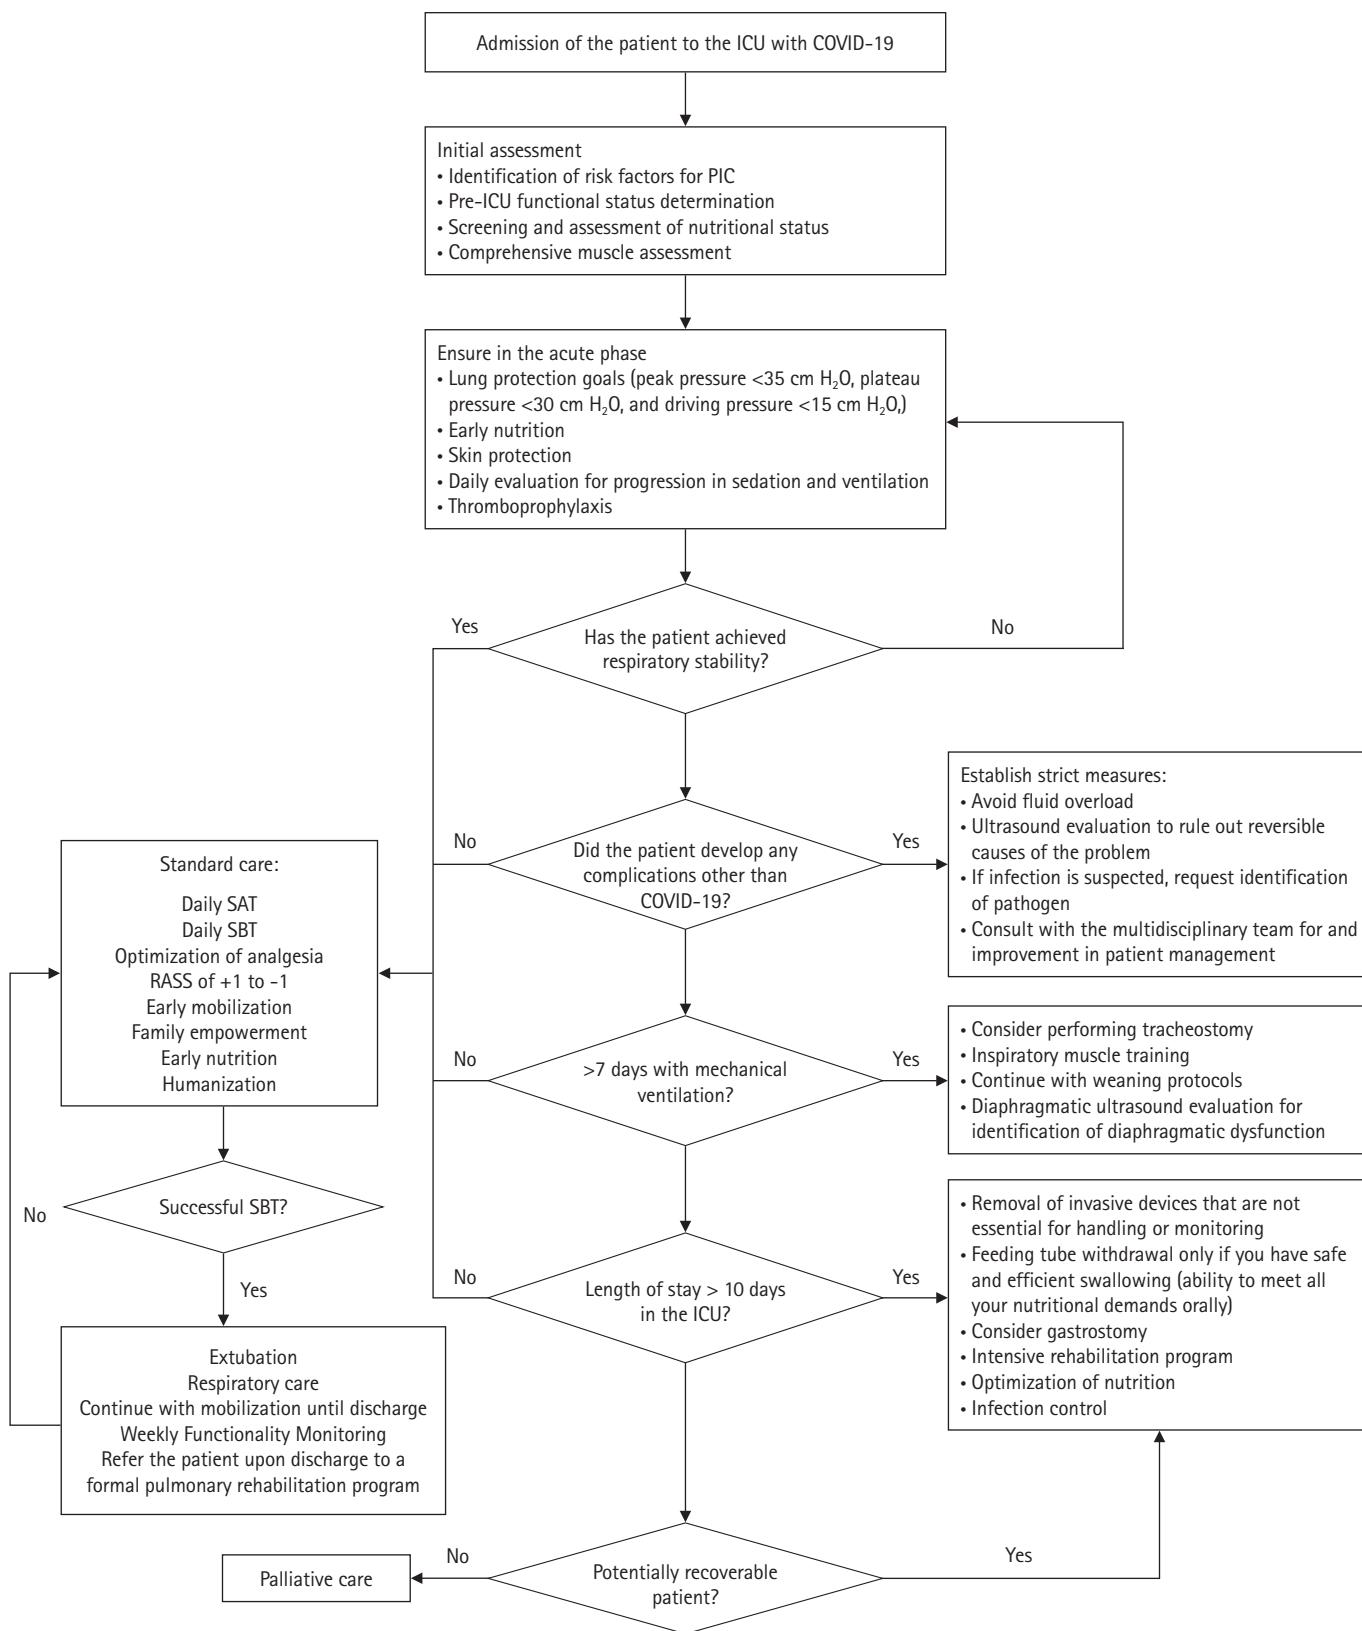 Admission of the patient to the ICU with COVID-19
Initial assessment
• Identification of risk factors for PIC
• Pre-ICU functional status determination
• Screening and assessment of nutritional status
• Comprehensive muscle assessment
Ensure in the acute phase
• Lung protection goals (peak pressure <35 cm H₂O, plateau
pressure <30 cm H₂O, and driving pressure <15 cm H₂O,)
• Early nutrition
• Skin protection
• Daily evaluation for progression in sedation and ventilation
• Thromboprophylaxis
Yes
Has the patient achieved
respiratory stability?
No
No
Did the patient develop any
complications other than
COVID-19?
Yes
Establish strict measures:
• Avoid fluid overload
• Ultrasound evaluation to rule out reversible
causes of the problem
• If infection is suspected, request identification
of pathogen
• Consult with the multidisciplinary team for and
improvement in patient management
Standard care:
Daily SAT
Daily SBT
Optimization of analgesia
RASS of +1 to -1
Early mobilization
Family empowerment
Early nutrition
Humanization
No
>7 days with mechanical
ventilation?
Yes
• Consider performing tracheostomy
• Inspiratory muscle training
• Continue with weaning protocols
• Diaphragmatic ultrasound evaluation for
identification of diaphragmatic dysfunction
No
Successful SBT?
Yes
No
Length of stay > 10 days
in the ICU?
Yes
• Removal of invasive devices that are not
essential for handling or monitoring
• Feeding tube withdrawal only if you have safe
and efficient swallowing (ability to meet all
your nutritional demands orally)
• Consider gastrostomy
• Intensive rehabilitation program
• Optimization of nutrition
• Infection control
Extubation
Respiratory care
Continue with mobilization until discharge
Weekly Functionality Monitoring
Refer the patient upon discharge to a
formal pulmonary rehabilitation program
Palliative care
No
Potentially recoverable
patient?
Yes